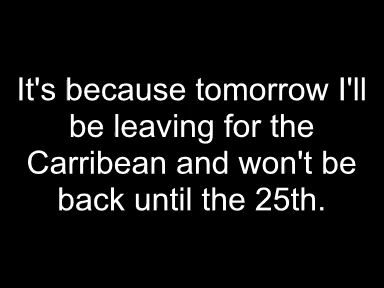 It's because tomorrow I'll
be leaving for the
Carribean and won't be
back until the 25th.